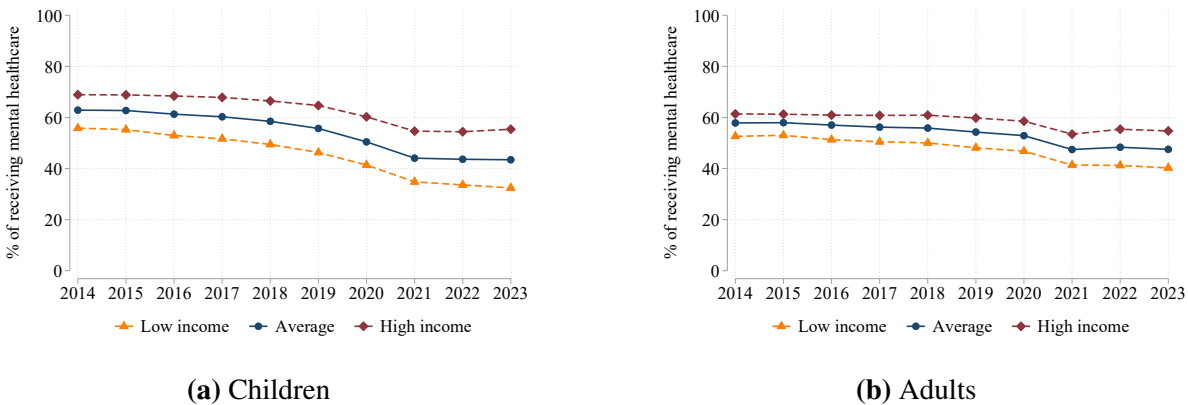 % of receiving mental healthcare
100
80
60
40
20
0
2014 2015 2016 2017 2018 2019 2020 2021 2022 2023
Low income Average High income
(a) Children
% of receiving mental healthcare
100
80
60
40
20
0
2014 2015 2016 2017 2018 2019 2020 2021 2022 2023
Low income Average High income
(b) Adults